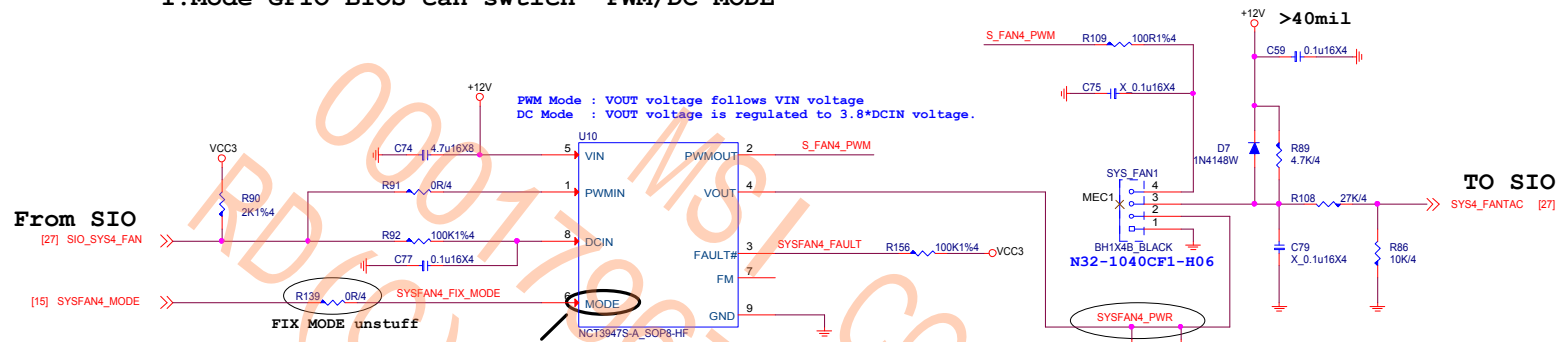 1.Mode GPIO BIOS can swtich PWM/DC MODE
+12V
>40mil
S_FAN4_PWM
R109
100R1%4
C59
0.1u16X4
+12V
PWM Mode : VOUT voltage follows VIN voltage
DC Mode : VOUT voltage is regulated to 3.8*DCIN voltage.
C75
X_0.1u16X4
U10
VCC3
C74
4.7u16X8
5
VIN
PWMOUT
2
S_FAN4_PWM
D7
1N4148W
R89
4.7K/4
R90
2K1%4
R91
0R/4
1
PWMIN
VOUT
4
SYS_FAN1
MEC1
4
3
2
1
R108
27K/4
TO SIO
SYS4_FANTAC [27]
From SIO
[27] SIO_SYS4_FAN
R92
100K1%4
8
DCIN
FAULT#
3
SYSFAN4_FAULT
R156
100K1%4
VCC3
BH1X4B_BLACK
N32-1040CF1-H06
C79
X_0.1u16X4
R86
10K/4
C77
0.1u16X4
FM
7
[15] SYSFAN4_MODE
R139
0R/4
SYSFAN4_FIX_MODE
6
MODE
GND
9
SYSFAN4_PWR
FIX MODE unstuff
NCT3947S-A_SOP8-HF
MSI